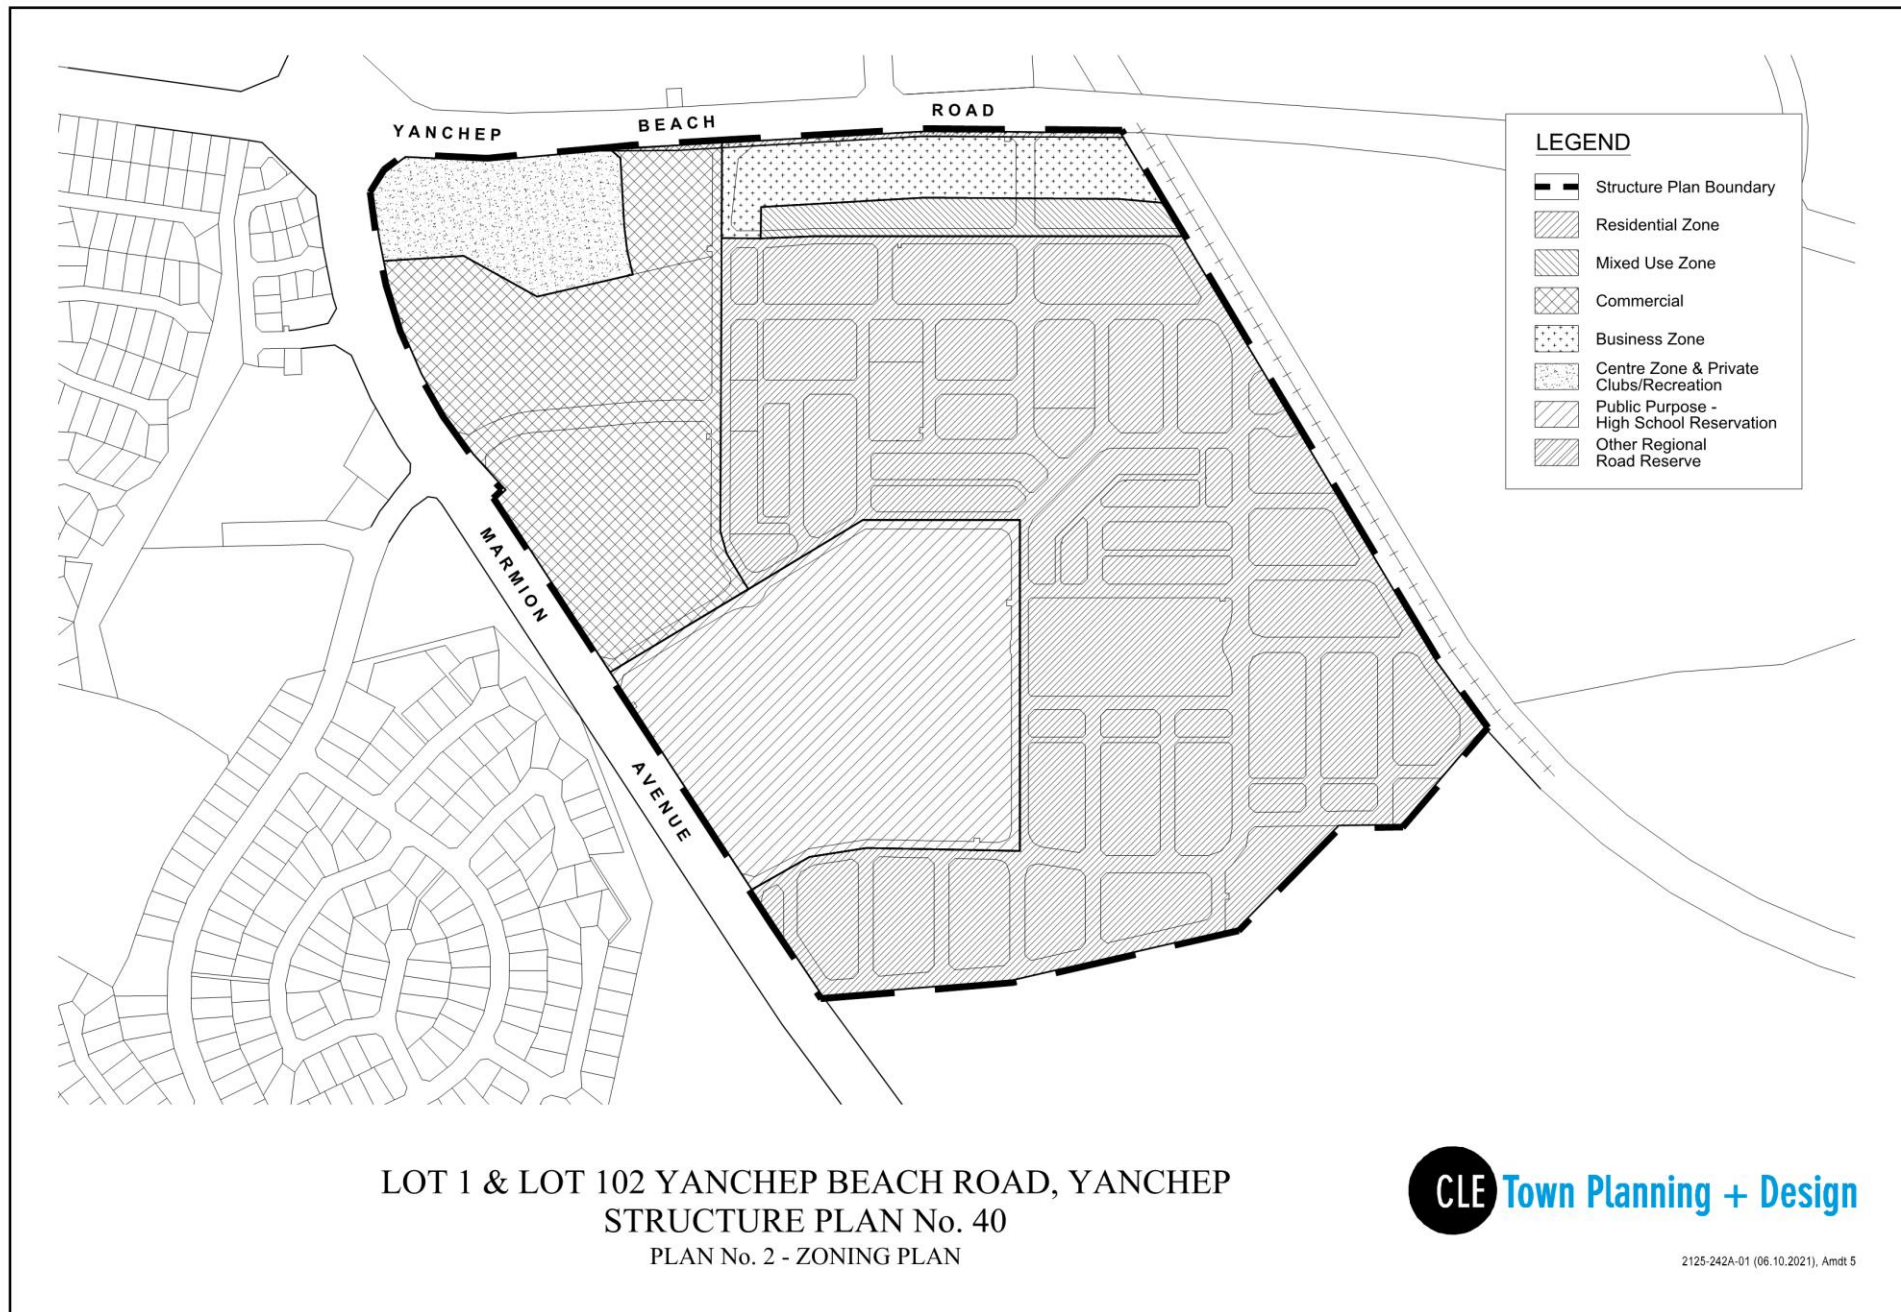 YANCHEP BEACH ROAD
MARMION AVENUE
LEGEND
Structure Plan Boundary
Residential Zone
Mixed Use Zone
Commercial
Business Zone
Centre Zone & Private
Clubs/Recreation
Public Purpose -
High School Reservation
Other Regional
Road Reserve
LOT 1 & LOT 102 YANCHEP BEACH ROAD, YANCHEP
STRUCTURE PLAN No. 40
PLAN No. 2 - ZONING PLAN
CLE Town Planning + Design
2125-242A-01 (06.10.2021), Amdt 5